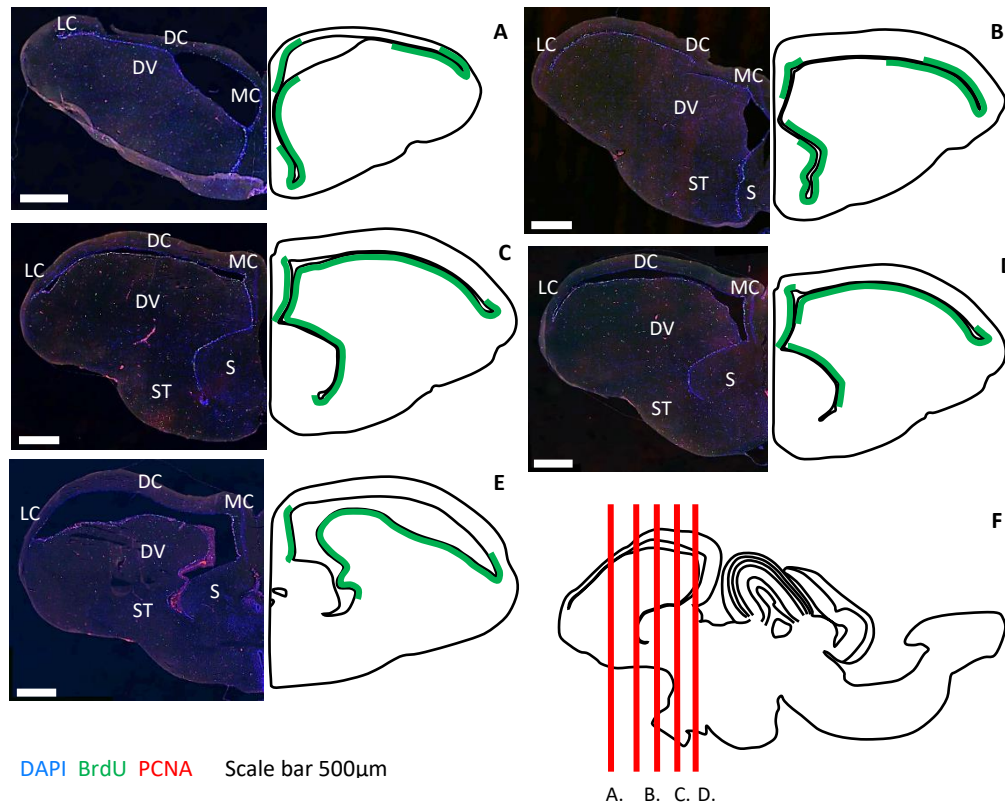 LC DC A
DV
MC
LC DC B
MC
DV
ST S
DC C
LC MC
DV
S
ST
DC
LC MC
DV
S
ST
DC E
LC MC
DV
ST S
F
DAPI BrdU PCNA Scale bar 500µm
A. B. C. D.